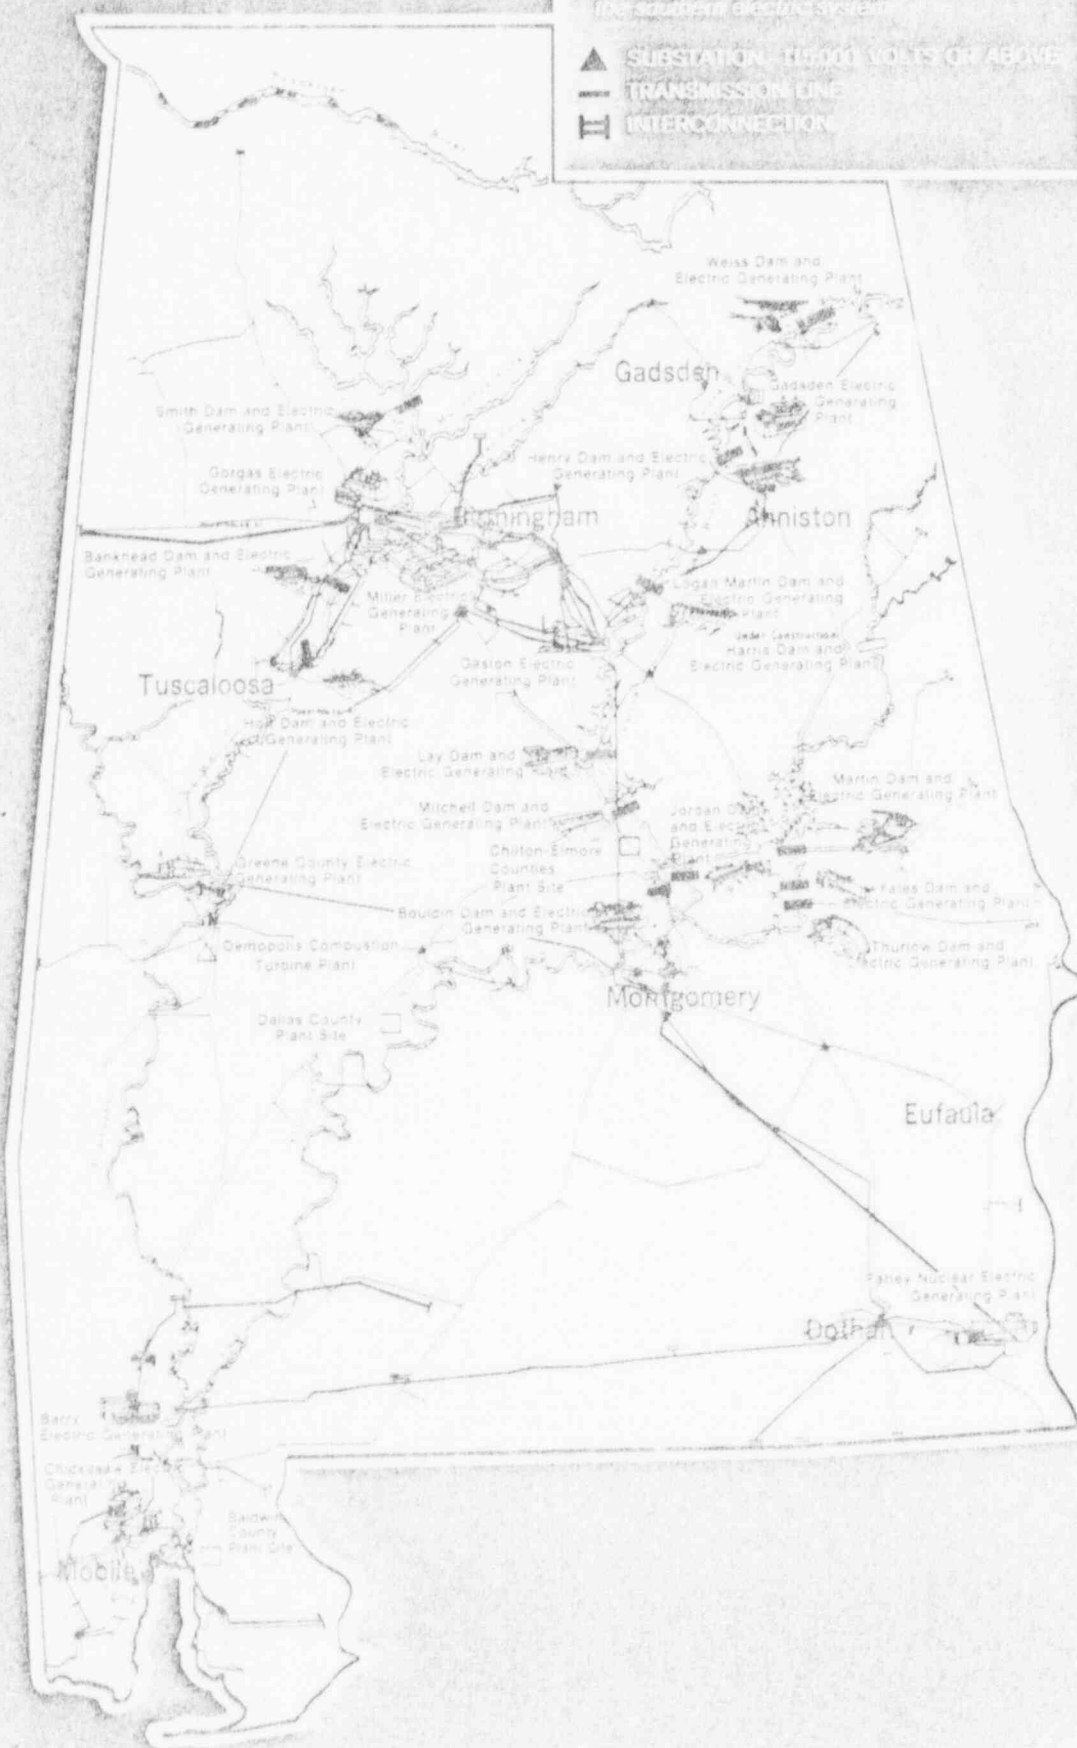 the southern electric system
SUBSTATION 115,000 VOLTS OR ABOVE
TRANSMISSION LINE
INTERCONNECTION
Weiss Dam and
Electric Generating Plant
Gadsden
Gadsden Electric
Generating
Plant
Smith Dam and Electric
Generating Plant
Henry Dam and Electric
Generating Plant
Gorgas Electric
Generating Plant
Birmingham
Anniston
Bankhead Dam and Electric
Generating Plant
Miller Electric
Generating
Plant
Logan Martin Dam and
Electric Generating
Plant
Under Construction
Harris Dam and
Electric Generating Plant
Gaston Electric
Generating Plant
Tuscaloosa
Holt Dam and Electric
Generating Plant
Lay Dam and
Electric Generating Plant
Martin Dam and
Electric Generating Plant
Mitchell Dam and
Electric Generating Plant
Jordan Dam
and Electric
Generating
Plant
Chilton-Elmore
Counties
Plant Site
Greene County Electric
Generating Plant
Yates Dam and
Electric Generating Plant
Bouldin Dam and Electric
Generating Plant
Thurlow Dam and
Electric Generating Plant
Demopolis Combustion
Turbine Plant
Montgomery
Dallas County
Plant Site
Eufaula
Farley Nuclear Electric
Generating Plant
Dothan
Barry
Electric Generating Plant
Chickasaw Electric
Generating
Plant
Baldwin
County
Plant Site
Mobile